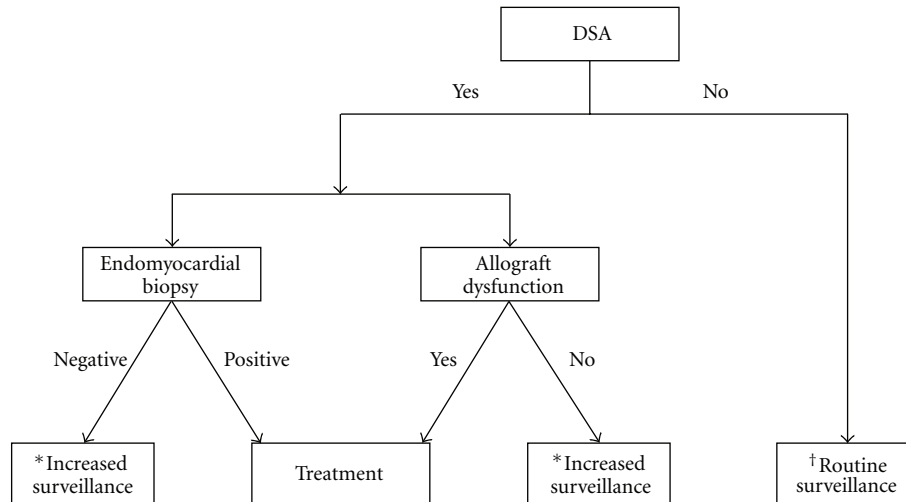 DSA
Yes
No
Endomyocardial
biopsy
Allograft
dysfunction
Negative
Positive
Yes
No
*Increased
surveillance
Treatment
*Increased
surveillance
†Routine
surveillance